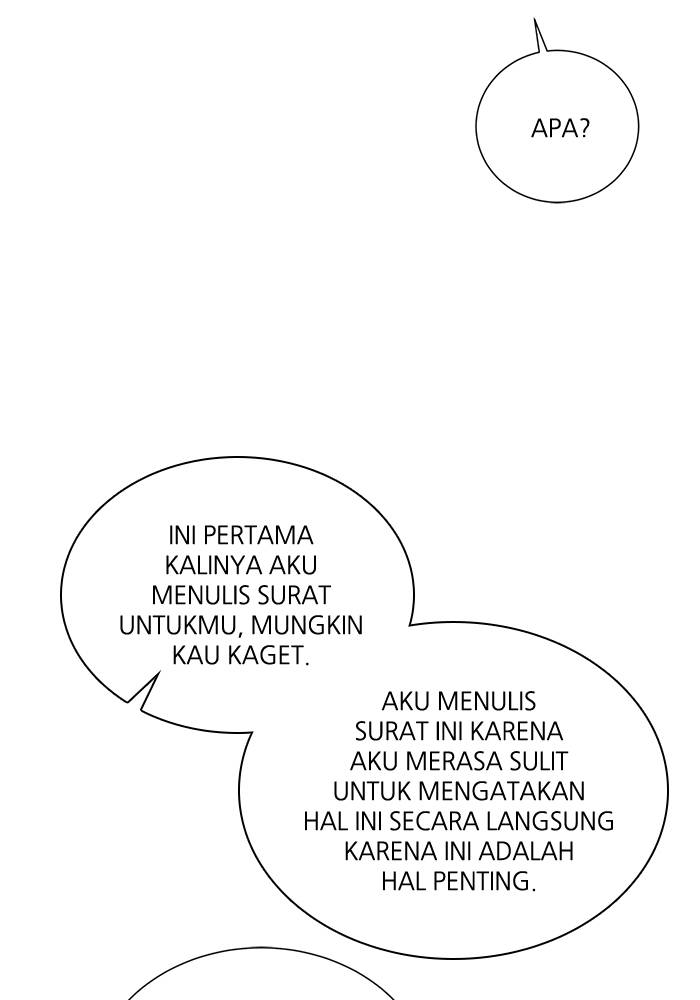 APA?
INI PERTAMA
KALINYA AKU
MENULIS SURAT
UNTUKMU, MUNGKIN
KAU KAGET.
AKU MENULIS
SURAT INI KARENA
AKU MERASA SULIT
UNTUK MENGATAKAN
HAL INI SECARA LANGSUNG
KARENA INI ADALAH
HAL PENTING.